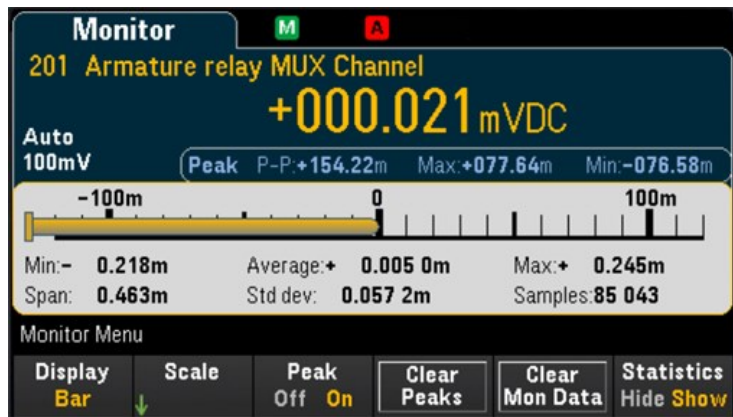 Monitor M A
201 Armature relay MUX Channel
+000.021 mVDC
Auto
100mV Peak P-P:+154.22m Max:+077.64m Min:-076.58m
-100m 0 100m
Min:- 0.218m Average:+ 0.005 0m Max:+ 0.245m
Span: 0.463m Std dev: 0.057 2m Samples:85 043
Monitor Menu
Display Scale Peak Clear Clear Statistics
Bar Off On Peaks Mon Data Hide Show